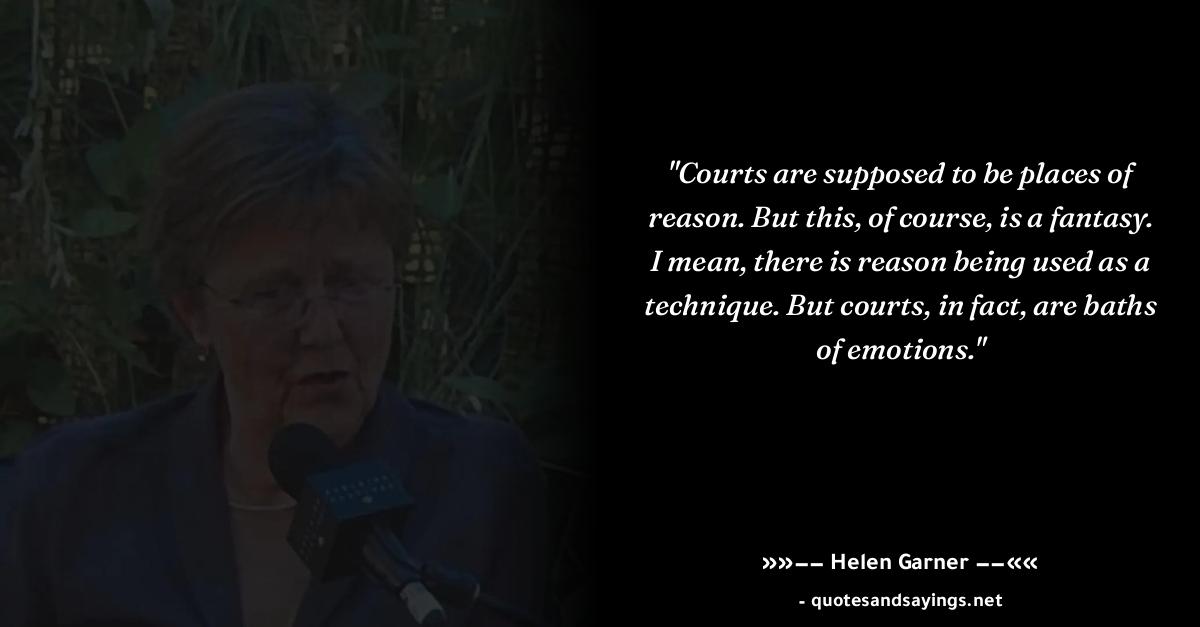 "Courts are supposed to be places of
reason. But this, of course, is a fantasy.
I mean, there is reason being used as a
technique. But courts, in fact, are baths
of emotions."
»»−− Helen Garner −−««
- quotesandsayings.net